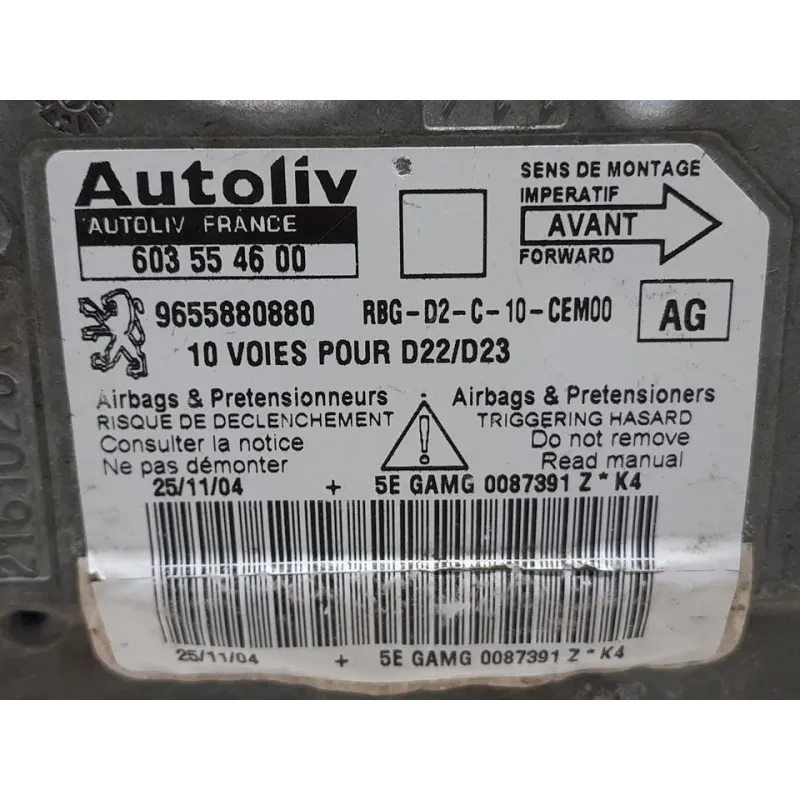 Autoliv
AUTOLIV FRANCE
603 55 46 00
SENS DE MONTAGE
IMPERATIF
AVANT
FORWARD
9655880880 RBG-D2-C-10-CEM00 AG
10 VOIES POUR D22/D23
Airbags & Pretensionneurs
RISQUE DE DECLENCHEMENT
Consulter la notice
Ne pas démonter
!
Airbags & Pretensioners
TRIGGERING HASARD
Do not remove
Read manual
25/11/04 + 5E GAMG 0087391 Z * K4
25/11/04 + 5E GAMG 0087391 Z * K4